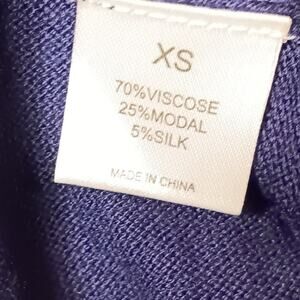 XS
70%VISCOSE
25%MODAL
5%SILK
MADE IN CHINA